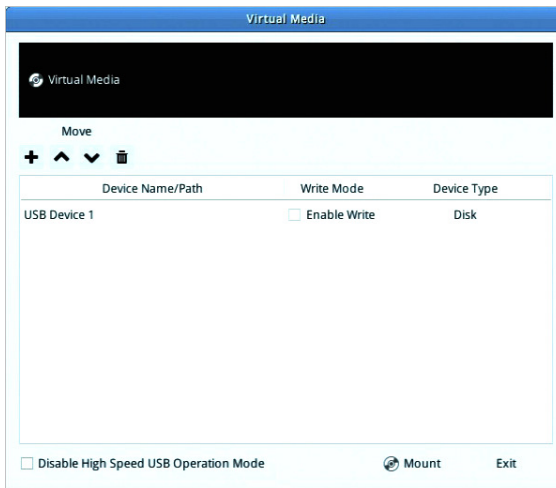 Virtual Media
Virtual Media
Move
Device Name/Path Write Mode Device Type
USB Device 1 Enable Write Disk
Disable High Speed USB Operation Mode Mount Exit